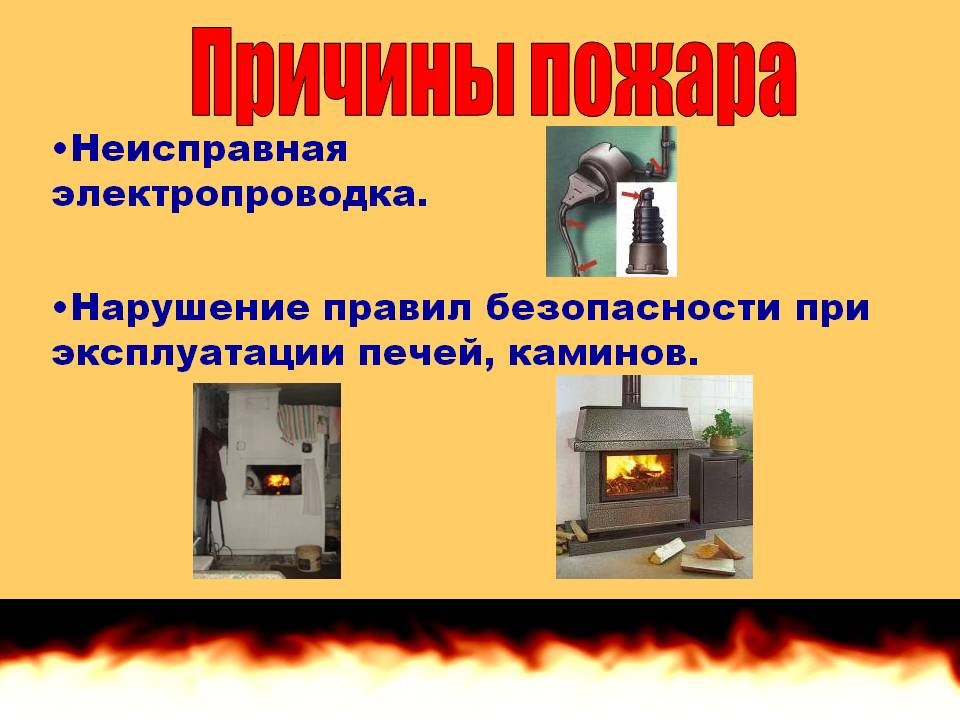 Причины пожара
•Неисправная
электропроводка.
•Нарушение правил безопасности при
эксплуатации печей, каминов.